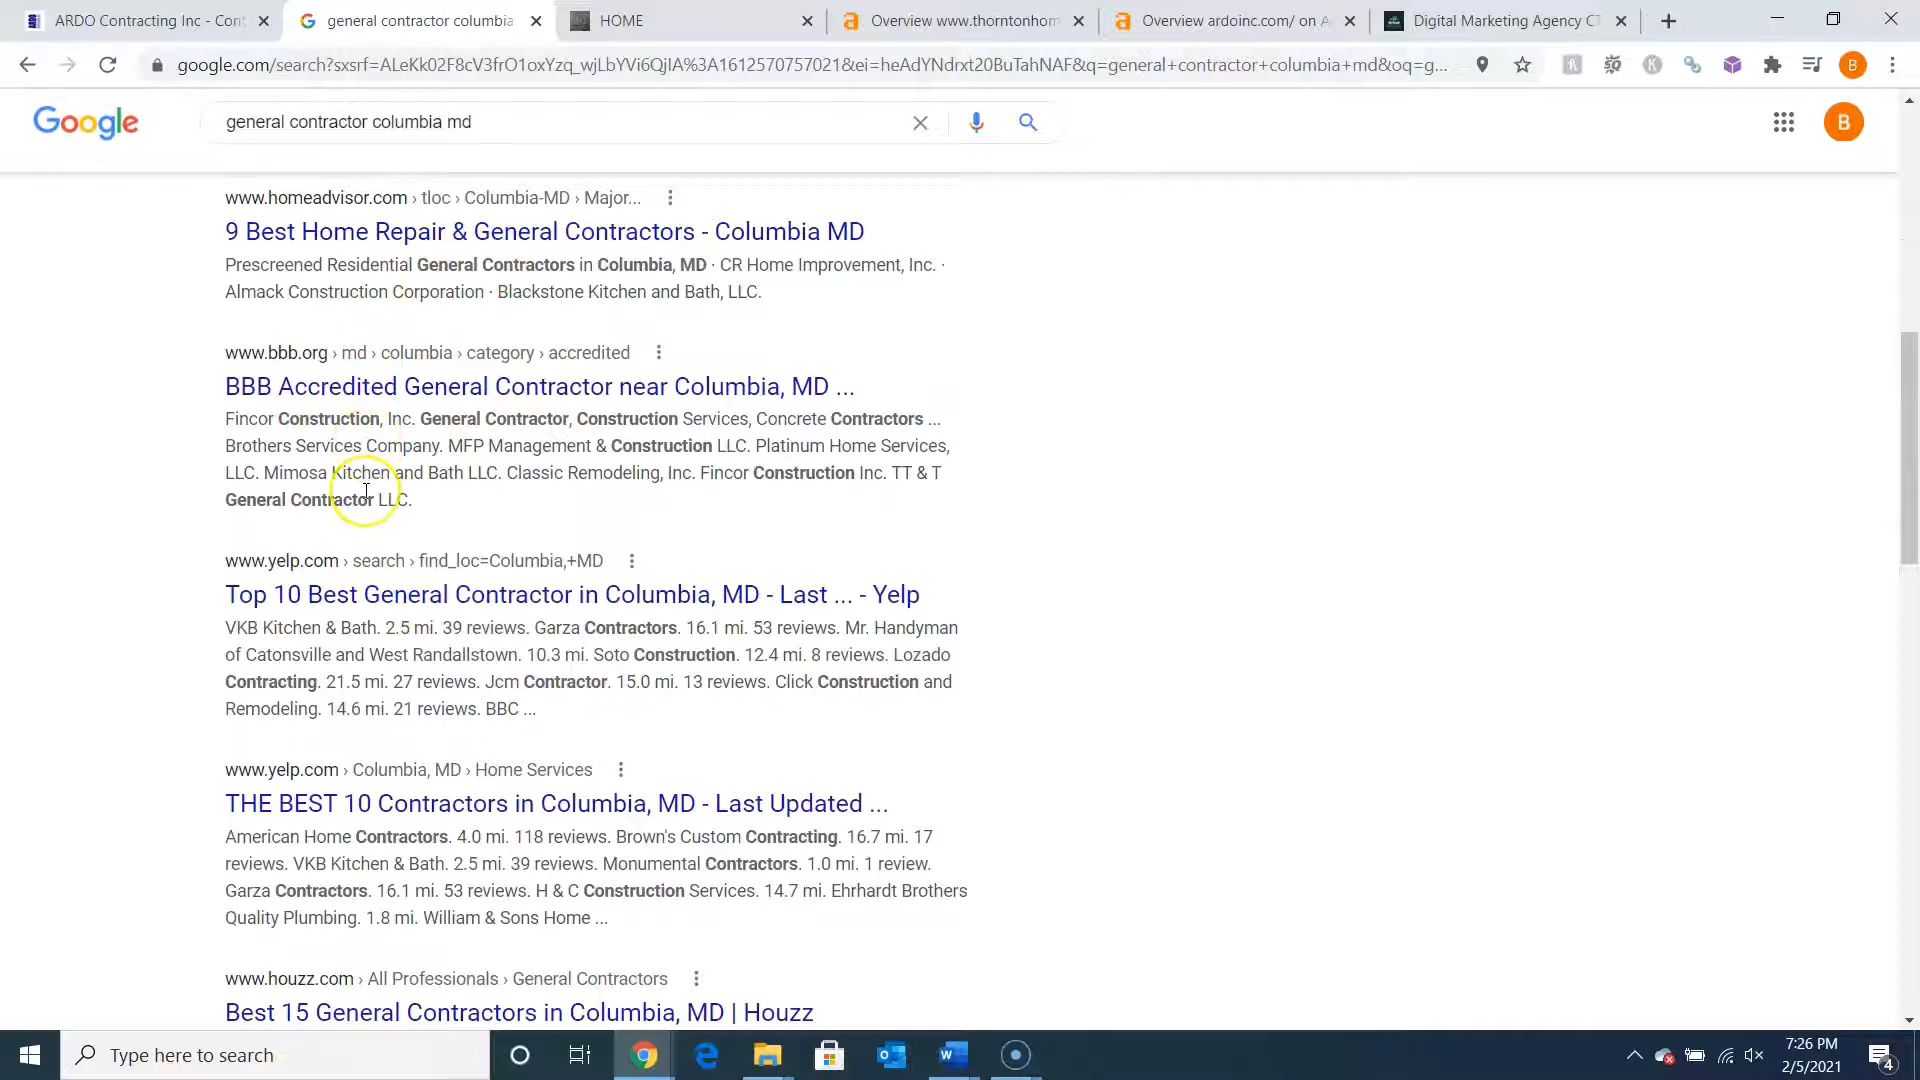 ARDO Contracting Inc - Cont
general contractor columbia
HOME
Overview www.thorntonhom
Overview ardoinc.com/ on A
Digital Marketing Agency CT
google.com/search?sxsrf=ALeKk02F8cV3frO1oxYzq_wjLbYVi6QjIA%3A1612570757021&ei=heAdYNdrxt20BuTahNAF&q=general+contractor+columbia+md&oq=g...
B
Google
general contractor columbia md
B
www.homeadvisor.com › tloc › Columbia-MD › Major...
9 Best Home Repair & General Contractors - Columbia MD
Prescreened Residential General Contractors in Columbia, MD · CR Home Improvement, Inc. ·
Almack Construction Corporation · Blackstone Kitchen and Bath, LLC.
www.bbb.org › md › columbia › category › accredited
BBB Accredited General Contractor near Columbia, MD ...
Fincor Construction, Inc. General Contractor, Construction Services, Concrete Contractors ...
Brothers Services Company. MFP Management & Construction LLC. Platinum Home Services,
LLC. Mimosa Kitchen and Bath LLC. Classic Remodeling, Inc. Fincor Construction Inc. TT & T
General Contractor LLC.
www.yelp.com › search › find_loc=Columbia,+MD
Top 10 Best General Contractor in Columbia, MD - Last ... - Yelp
VKB Kitchen & Bath. 2.5 mi. 39 reviews. Garza Contractors. 16.1 mi. 53 reviews. Mr. Handyman
of Catonsville and West Randallstown. 10.3 mi. Soto Construction. 12.4 mi. 8 reviews. Lozado
Contracting. 21.5 mi. 27 reviews. Jcm Contractor. 15.0 mi. 13 reviews. Click Construction and
Remodeling. 14.6 mi. 21 reviews. BBC ...
www.yelp.com › Columbia, MD › Home Services
THE BEST 10 Contractors in Columbia, MD - Last Updated ...
American Home Contractors. 4.0 mi. 118 reviews. Brown's Custom Contracting. 16.7 mi. 17
reviews. VKB Kitchen & Bath. 2.5 mi. 39 reviews. Monumental Contractors. 1.0 mi. 1 review.
Garza Contractors. 16.1 mi. 53 reviews. H & C Construction Services. 14.7 mi. Ehrhardt Brothers
Quality Plumbing. 1.8 mi. William & Sons Home ...
www.houzz.com › All Professionals › General Contractors
Best 15 General Contractors in Columbia, MD | Houzz
Type here to search
7:26 PM
2/5/2021
4